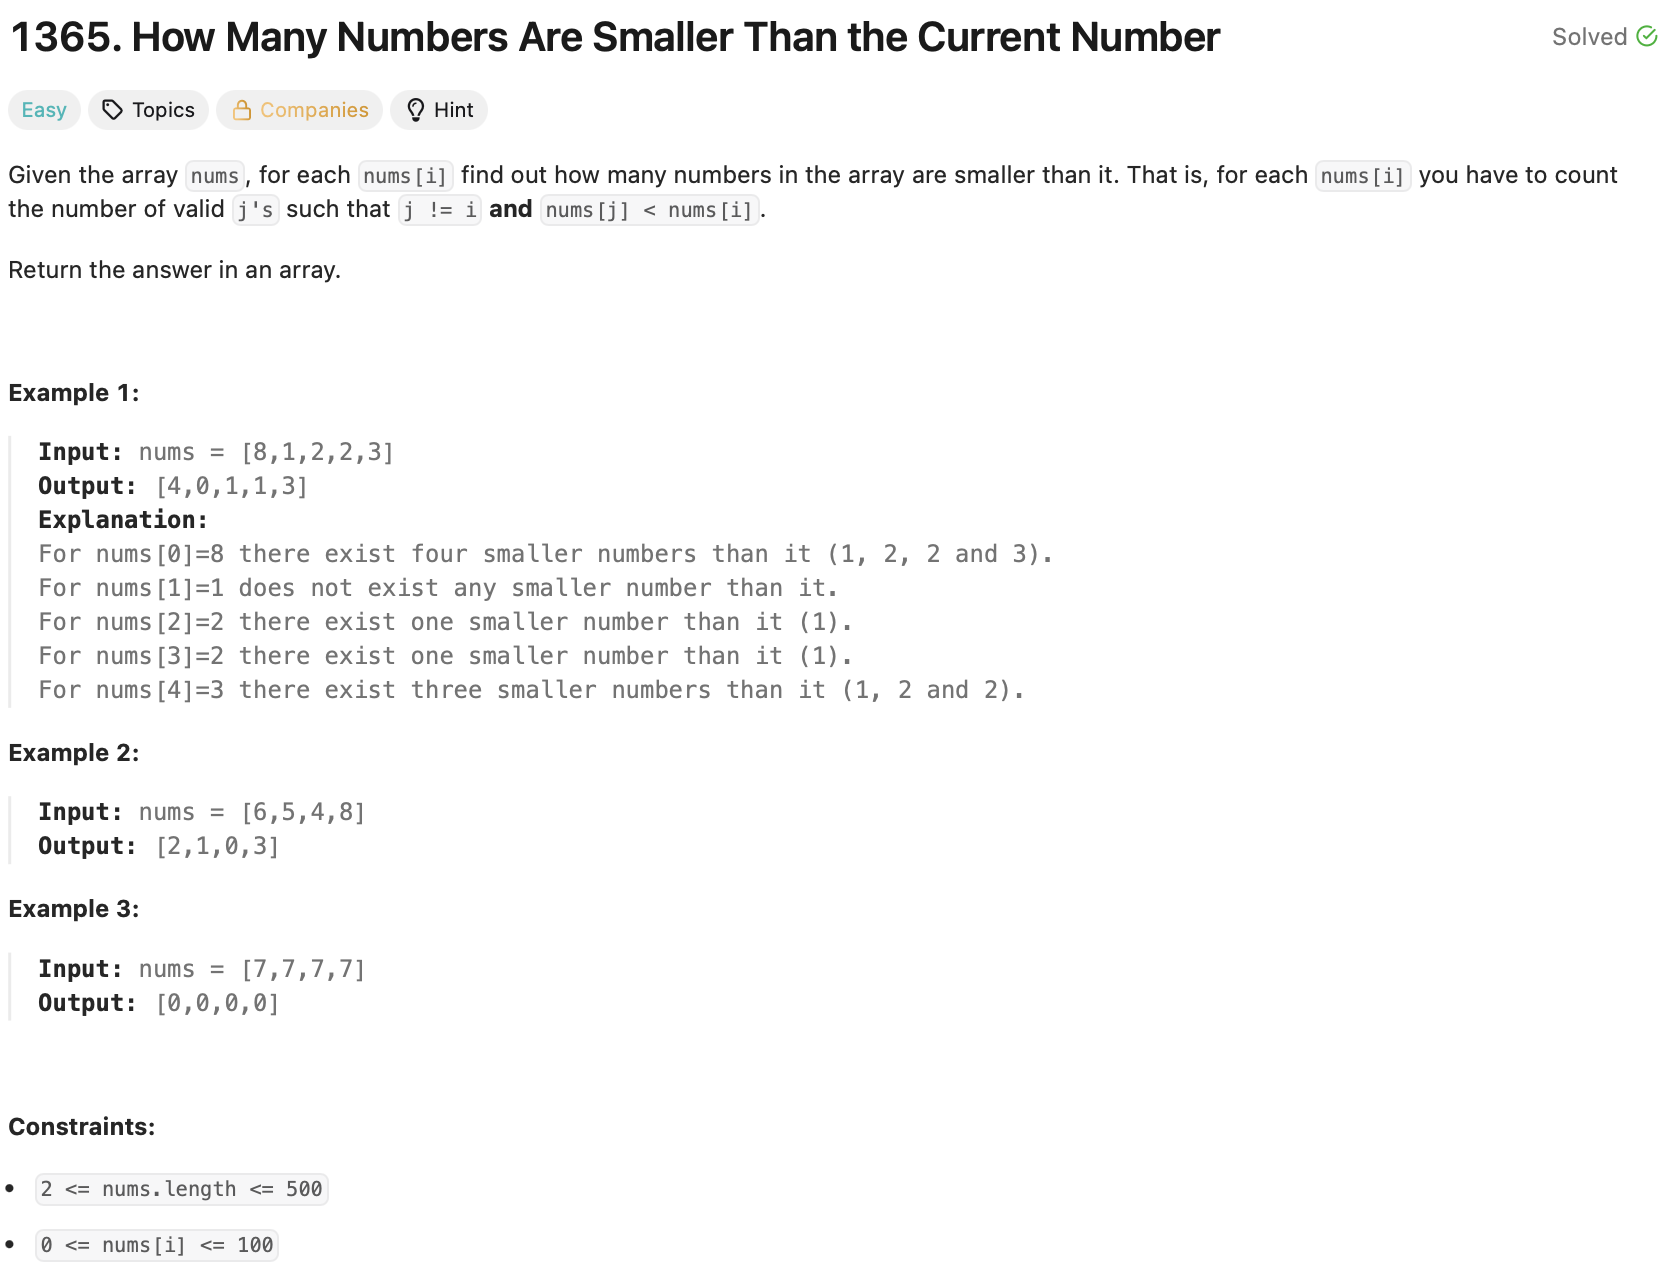 1365. How Many Numbers Are Smaller Than the Current Number
Solved
Easy Topics Companies Hint
Given the array nums, for each nums[i] find out how many numbers in the array are smaller than it. That is, for each nums[i] you have to count
the number of valid j's such that j != i and nums[j] < nums[i].
Return the answer in an array.
Example 1:
Input: nums = [8,1,2,2,3]
Output: [4,0,1,1,3]
Explanation:
For nums[0]=8 there exist four smaller numbers than it (1, 2, 2 and 3).
For nums[1]=1 does not exist any smaller number than it.
For nums[2]=2 there exist one smaller number than it (1).
For nums[3]=2 there exist one smaller number than it (1).
For nums[4]=3 there exist three smaller numbers than it (1, 2 and 2).
Example 2:
Input: nums = [6,5,4,8]
Output: [2,1,0,3]
Example 3:
Input: nums = [7,7,7,7]
Output: [0,0,0,0]
Constraints:
• 2 <= nums.length <= 500
• 0 <= nums[i] <= 100